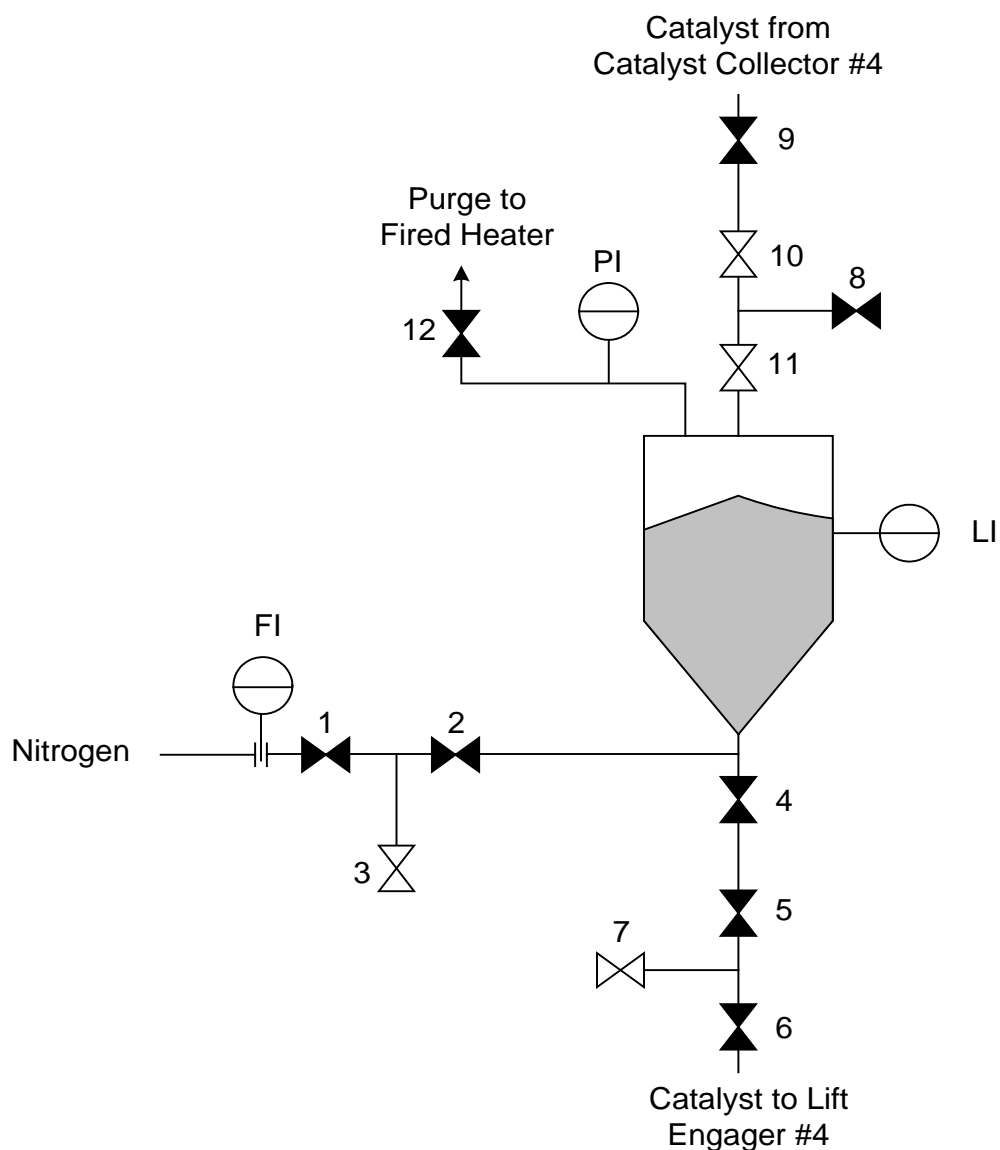 Catalyst from
Catalyst Collector #4
9
Purge to
Fired Heater
PI
10
8
12
11
LI
FI
1
2
Nitrogen
4
3
5
7
6
Catalyst to Lift
Engager #4